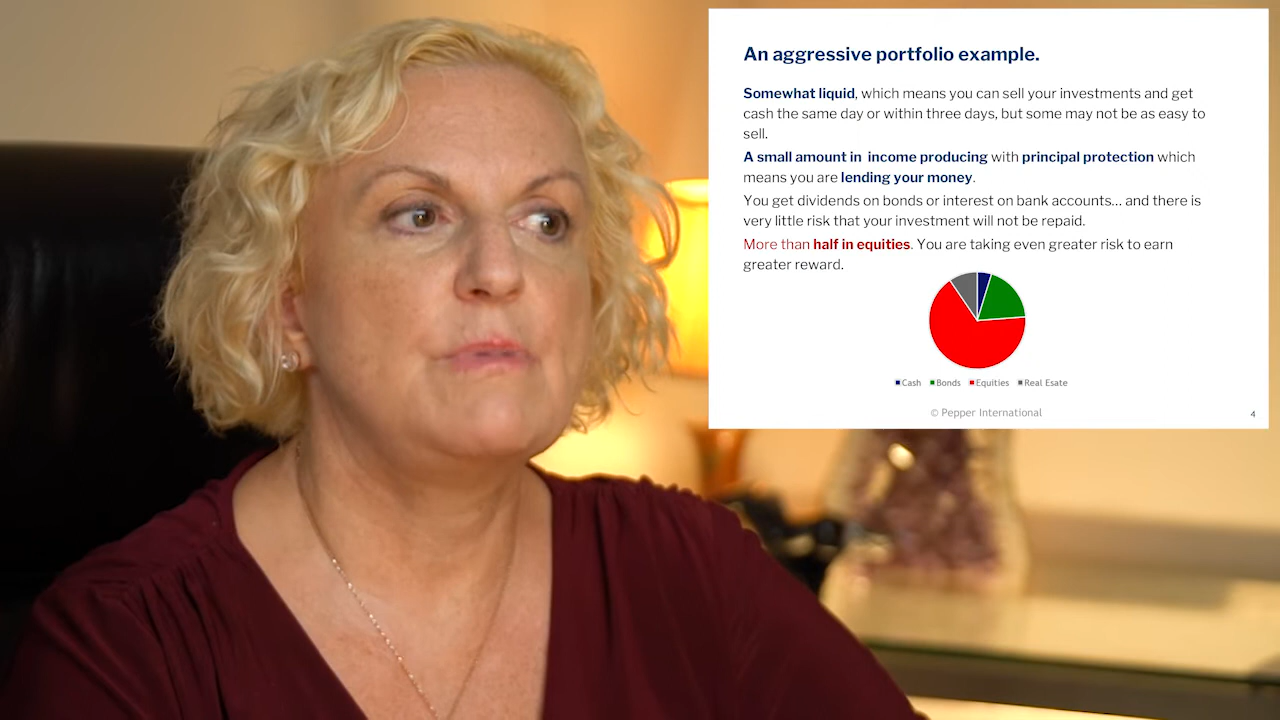 An aggressive portfolio example.
Somewhat liquid, which means you can sell your investments and get
cash the same day or within three days, but some may not be as easy to
sell.
A small amount in  income producing with principal protection which
means you are lending your money.
You get dividends on bonds or interest on bank accounts... and there is
very little risk that your investment will not be repaid.
More than half in equities. You are taking even greater risk to earn
greater reward.
Cash Bonds Equities Real Esate
© Pepper International
4